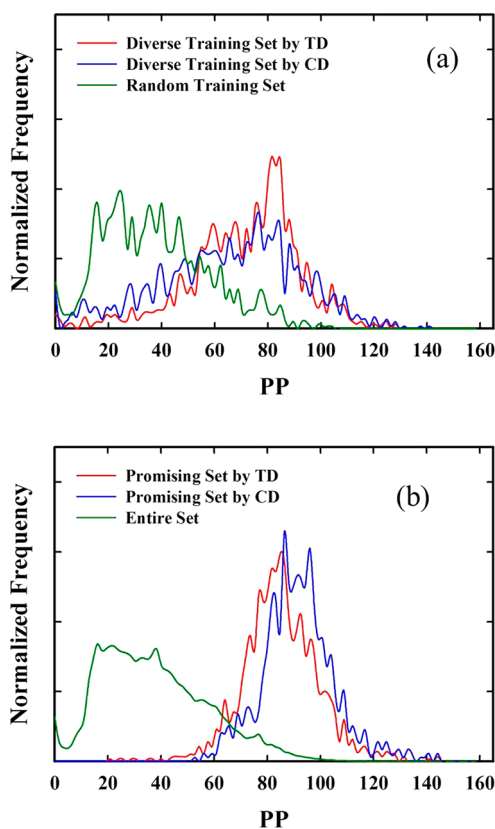 Diverse Training Set by TD
(a)
Diverse Training Set by CD
Random Training Set
Normalized Frequency
0 20 40 60 80 100 120 140 160
PP
Promising Set by TD
(b)
Promising Set by CD
Entire Set
Normalized Frequency
0 20 40 60 80 100 120 140 160
PP